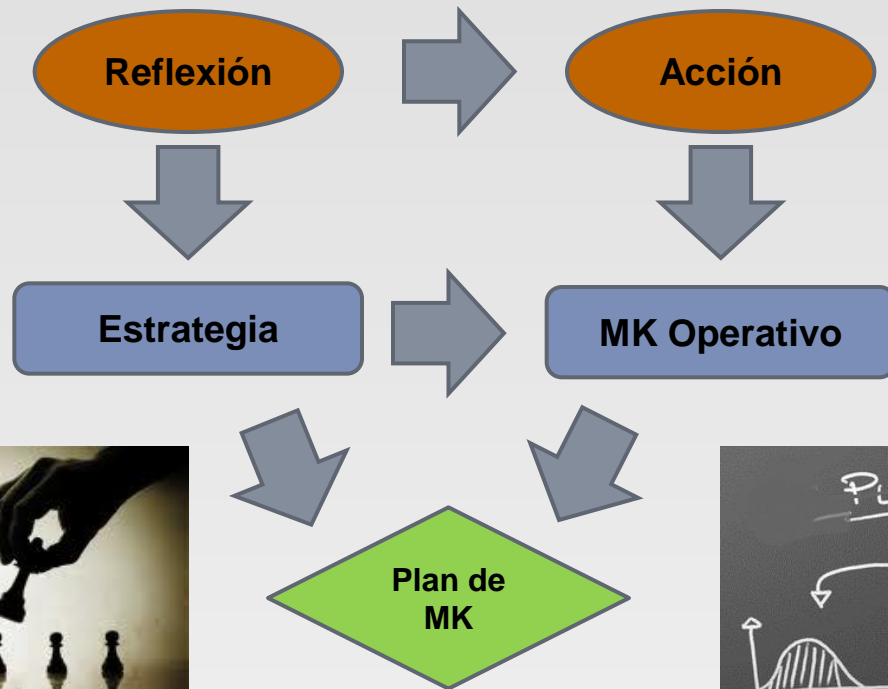 Reflexión
Acción
Estrategia
MK Operativo
Plan de
MK